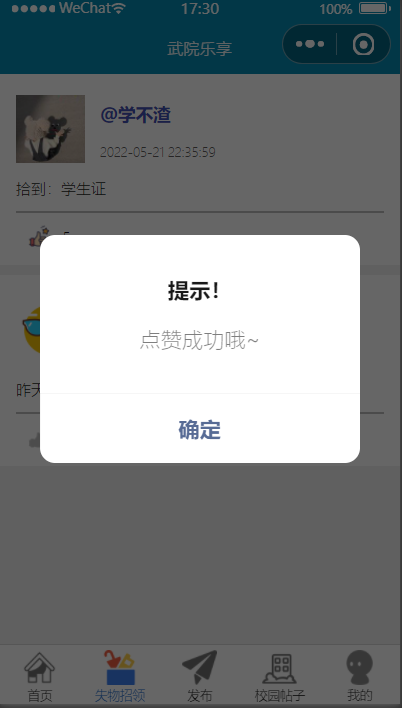 WeChat 17:30 100%
武院乐享
@学不渣
2022-05-21 22:35:59
拾到：学生证
提示！
点赞成功哦~
昨天
确定
首页 失物招领 发布 校园帖子 我的